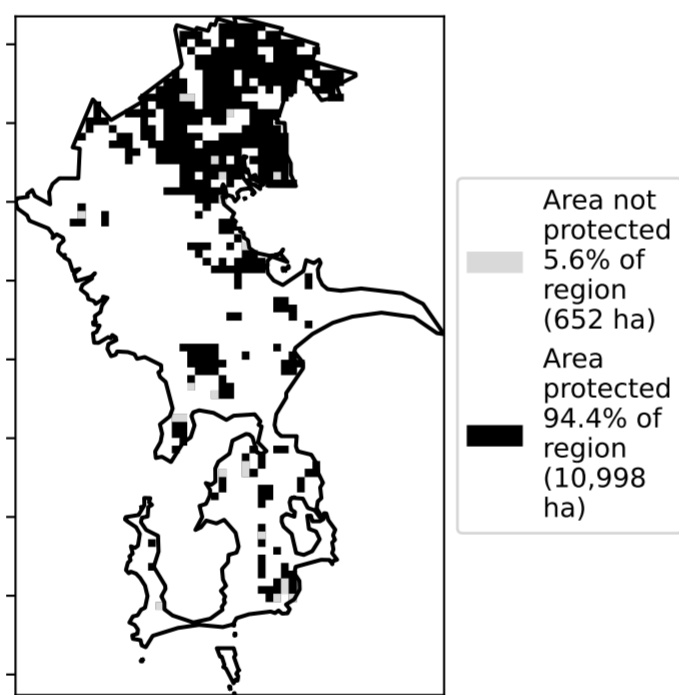 Area not
protected
5.6% of
region
(652 ha)
Area
protected
94.4% of
region
(10,998
ha)